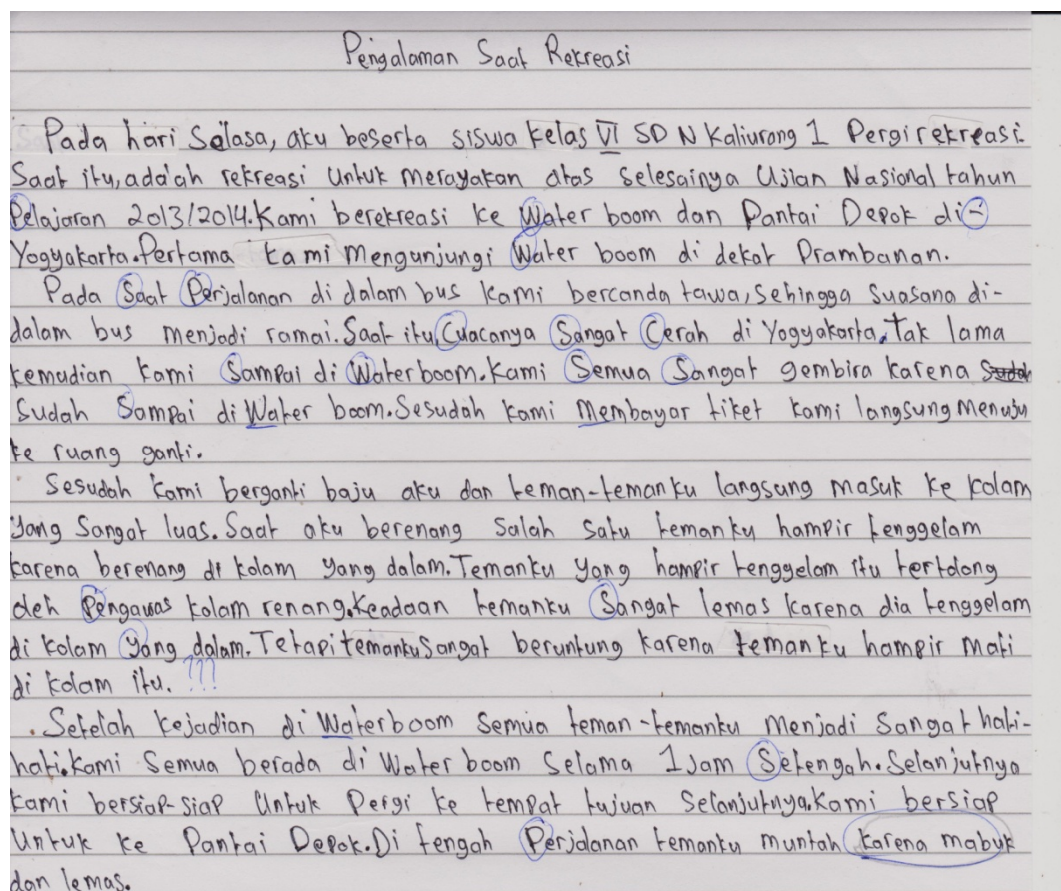 Pengalaman Saat Rekreasi
Pada hari Selasa, aku beserta siswa kelas VI SD N Kaliurang 1 Pergi rekreasi.
Saat itu, adalah rekreasi Untuk merayakan atas selesainya Ujian Nasional tahun
Pelajaran 2013/2014. Kami berekreasi ke Water boom dan Pantai Depok di-
Yogyakarta. Pertama kami Mengunjungi Water boom di dekat Prambanan.
Pada Saat Perjalanan di dalam bus kami bercanda tawa, Sehingga Suasana di-
dalam bus menjadi ramai. Saat itu Cuacanya Sangat Cerah di Yogyakarta, Tak lama
kemudian kami Sampai di Waterboom. Kami Semua Sangat gembira karena
Sudah Sampai di Water boom. Sesudah kami Membayar tiket kami langsung Menuju
ke ruang ganti.
Sesudah kami berganti baju aku dan teman-temanku langsung masuk ke kolam
Yang Sangat luas. Saat aku berenang Salah Satu temanku hampir tenggelam
karena berenang di kolam yang dalam. Temanku Yang hampir tenggelam itu tertolong
oleh Pengawas kolam renang. Keadaan temanku Sangat lemas karena dia tenggelam
di kolam Yang dalam. Tetapi temanku Sangat beruntung karena temanku hampir mati
di kolam itu. ???
Setelah kejadian di Waterboom Semua teman-temanku Menjadi Sangat hati-
hati. Kami Semua berada di Water boom Selama 1 Jam Setengah. Selanjutnya
kami bersiap-siap Untuk Pergi ke tempat tujuan Selanjutnya. Kami bersiap
Untuk ke Pantai Depok. Di tengah Perjalanan temanku muntah karena mabuk
dan lemas.